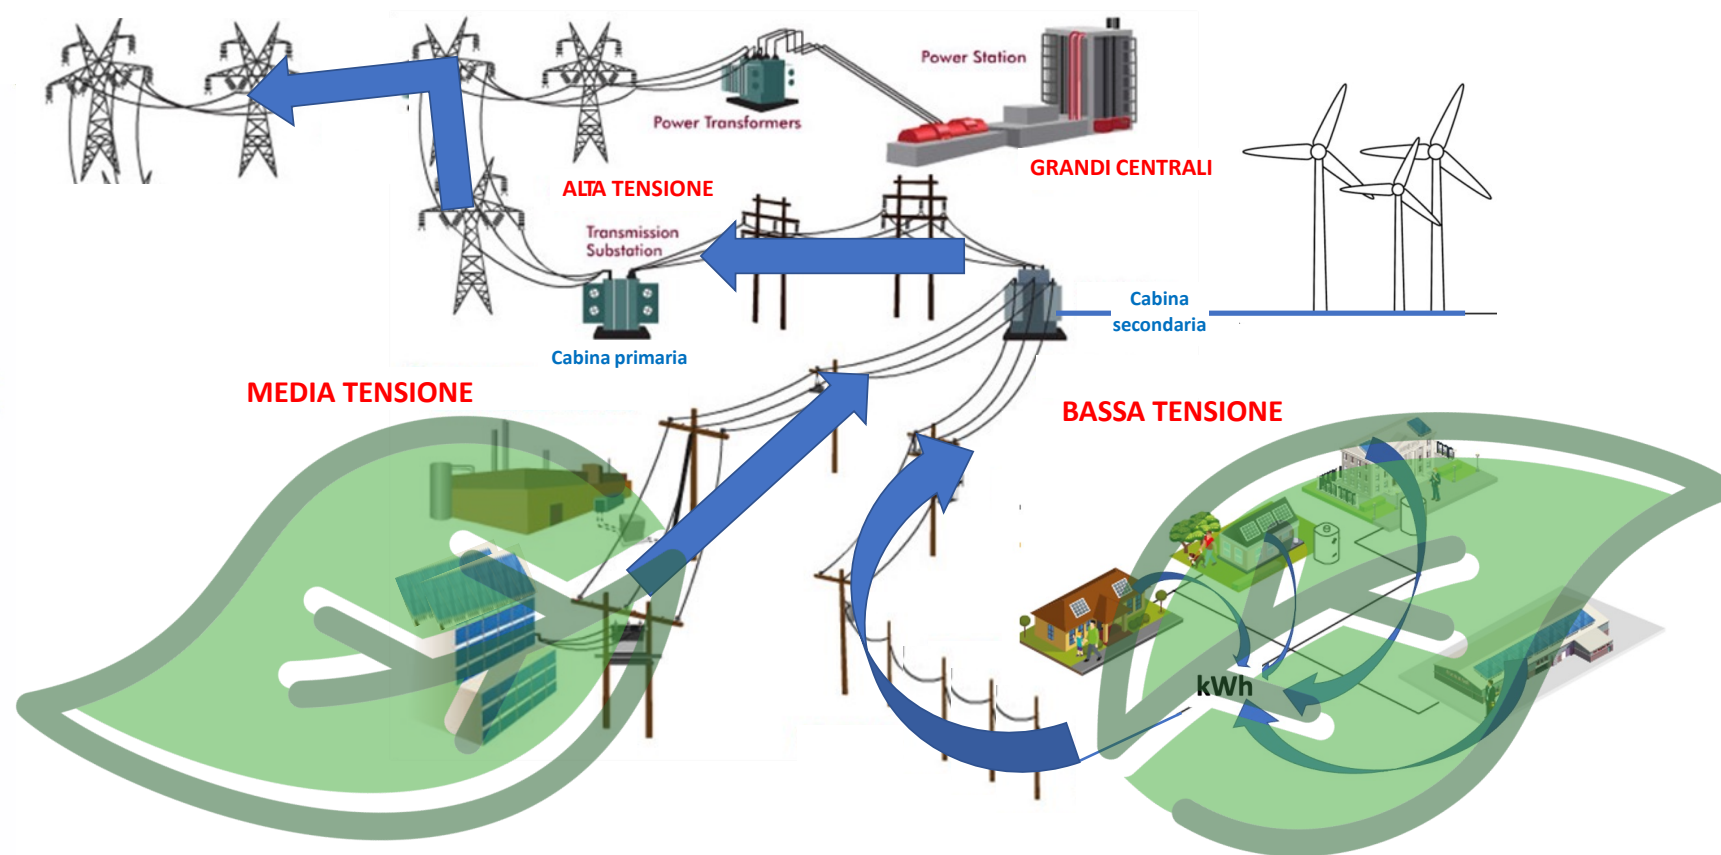 Power Station
Power Transformers
GRANDI CENTRALI
ALTA TENSIONE
Transmission
Substation
Cabina
secondaria
Cabina primaria
MEDIA TENSIONE
BASSA TENSIONE
kWh